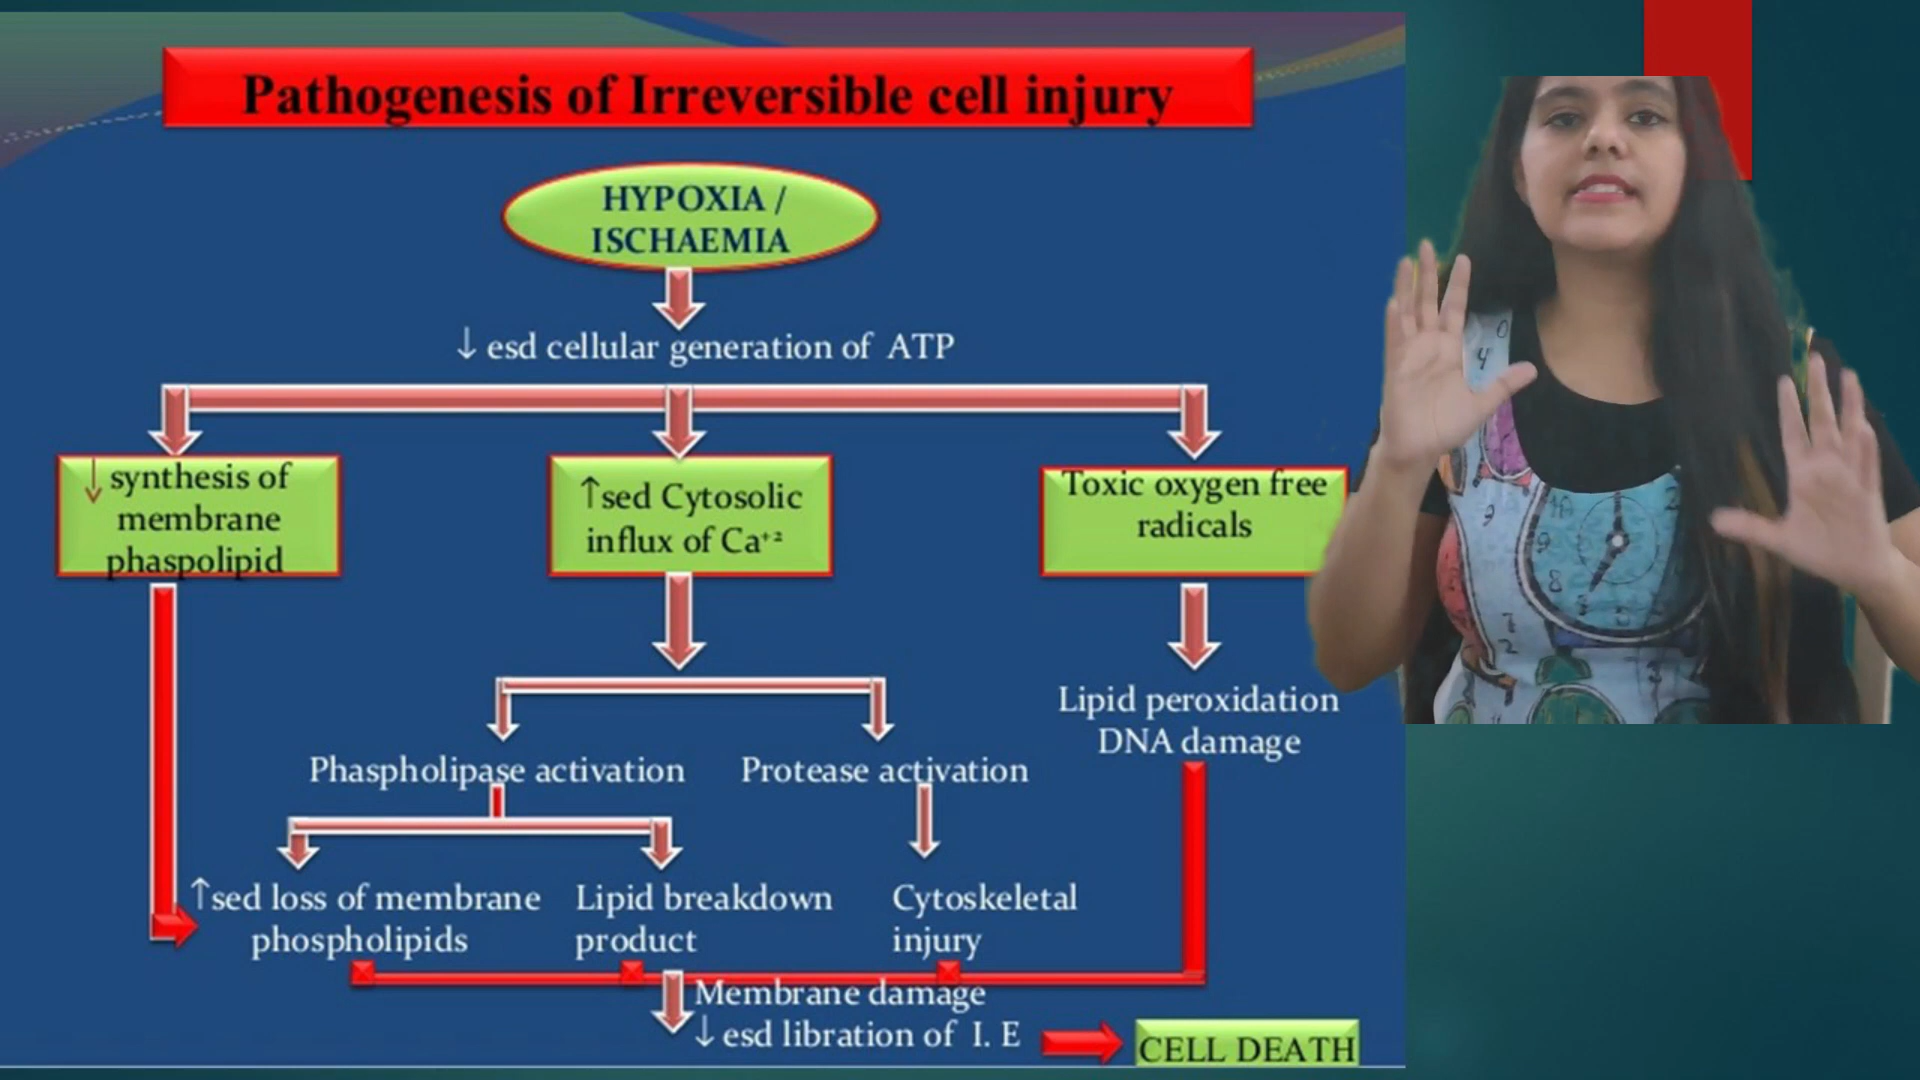 Pathogenesis of Irreversible cell injury
HYPOXIA /
ISCHAEMIA
↓ esd cellular generation of ATP
↓ synthesis of
membrane
phaspolipid
↑sed Cytosolic
influx of Ca⁺²
Toxic oxygen free
radicals
Lipid peroxidation
DNA damage
Phaspholipase activation
Protease activation
↑sed loss of membrane
phospholipids
Lipid breakdown
product
Cytoskeletal
injury
Membrane damage
↓ esd libration of I. E
CELL DEATH